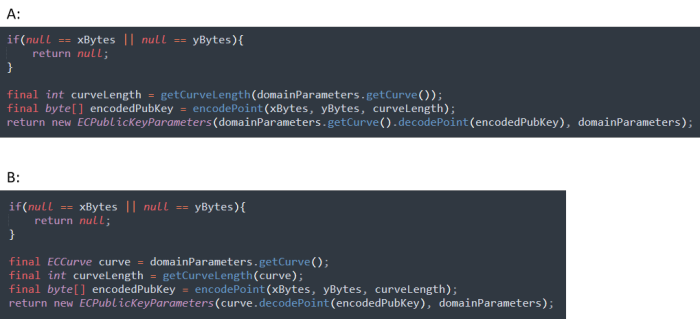 A:
if(null == xBytes || null == yBytes){
return null;
}
final int curveLength = getCurveLength(domainParameters.getCurve());
final byte[] encodedPubKey = encodePoint(xBytes, yBytes, curveLength);
return new ECPublicKeyParameters(domainParameters.getCurve().decodePoint(encodedPubKey), domainParameters);
B:
if(null == xBytes || null == yBytes){
return null;
}
final ECCurve curve = domainParameters.getCurve();
final int curveLength = getCurveLength(curve);
final byte[] encodedPubKey = encodePoint(xBytes, yBytes, curveLength);
return new ECPublicKeyParameters(curve.decodePoint(encodedPubKey), domainParameters);